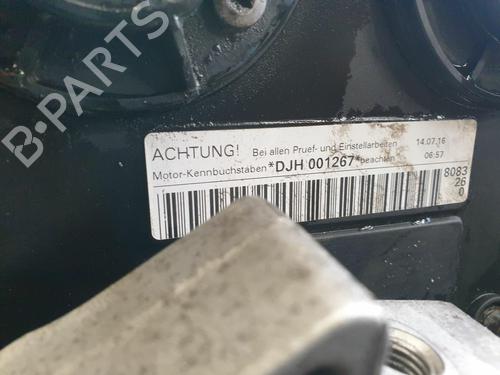 B-PARTS
ACHTUNG! Bei allen Pruef- und Einstellarbeiten 14.07.16
Motor-Kennbuchstaben *DJH 001267* beachten 06:57
8083
26
0